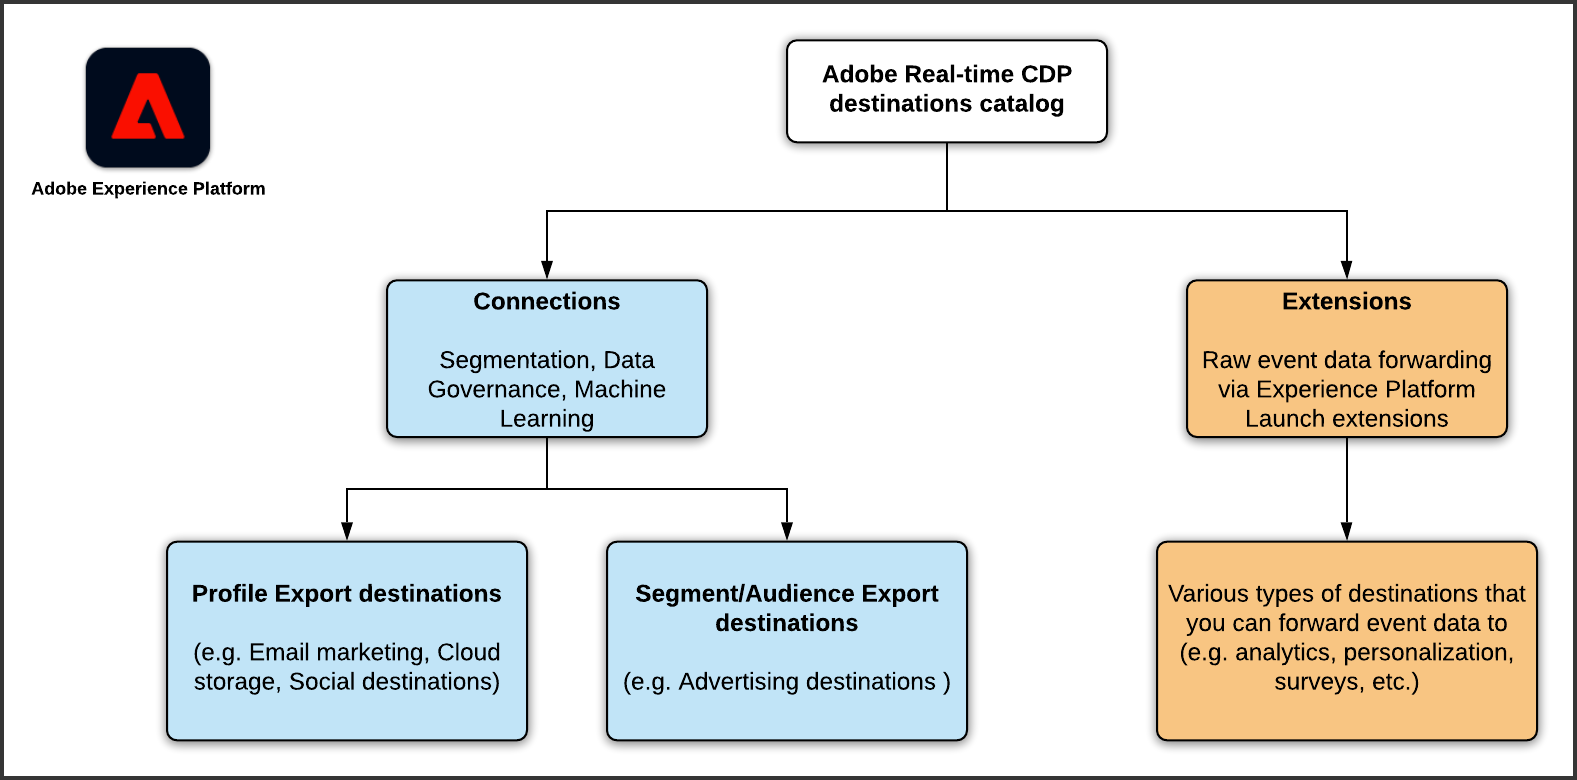 Adobe Experience Platform
Adobe Real-time CDP
destinations catalog
Connections
Segmentation, Data
Governance, Machine
Learning
Extensions
Raw event data forwarding
via Experience Platform
Launch extensions
Profile Export destinations
(e.g. Email marketing, Cloud
storage, Social destinations)
Segment/Audience Export
destinations
(e.g. Advertising destinations )
Various types of destinations that
you can forward event data to
(e.g. analytics, personalization,
surveys, etc.)